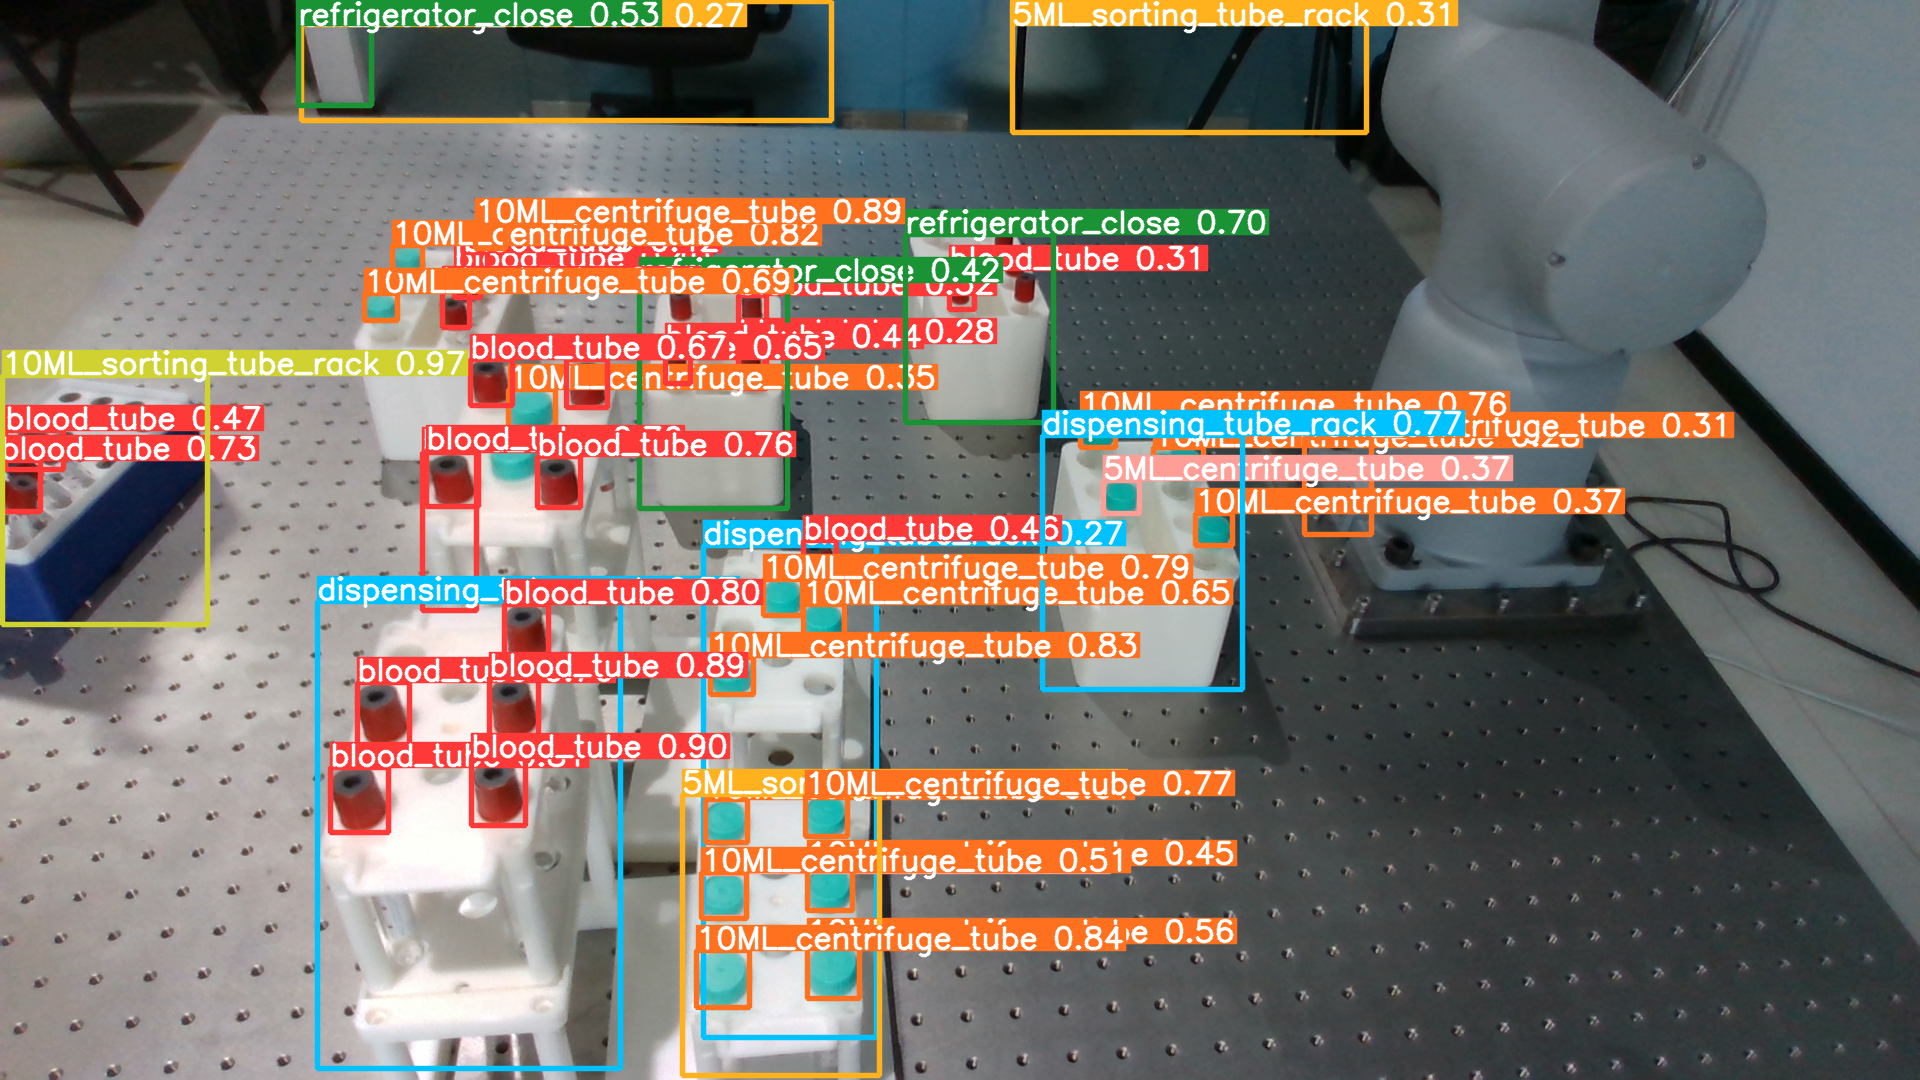 refrigerator_close 0.53
0.27
5ML_sorting_tube_rack 0.31
10ML_centrifuge_tube 0.89
10ML_centrifuge_tube 0.82
refrigerator_close 0.70
blood_tube 0.31
10ML_centrifuge_tube 0.69
0.42
blood_tube 0.67
0.65
0.44
0.28
10ML_sorting_tube_rack 0.97
10ML_centrifuge_tube 0.35
blood_tube 0.47
blood_tube 0.73
blood_tube 0.76
10ML_centrifuge_tube 0.76
dispensing_tube_rack 0.77
0.31
5ML_centrifuge_tube 0.37
10ML_centrifuge_tube 0.37
blood_tube 0.46
0.27
10ML_centrifuge_tube 0.79
10ML_centrifuge_tube 0.65
blood_tube 0.80
10ML_centrifuge_tube 0.83
blood_tube 0.89
blood_tube 0.90
10ML_centrifuge_tube 0.77
10ML_centrifuge_tube 0.51
0.45
10ML_centrifuge_tube 0.84
0.56